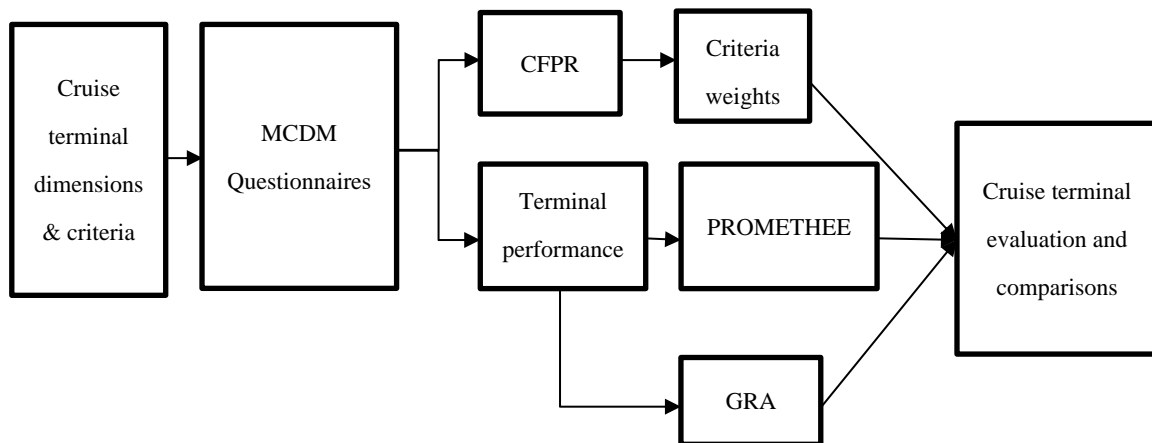 Cruise
terminal
dimensions
& criteria
MCDM
Questionnaires
CFPR
Criteria
weights
Terminal
performance
PROMETHEE
GRA
Cruise terminal
evaluation and
comparisons